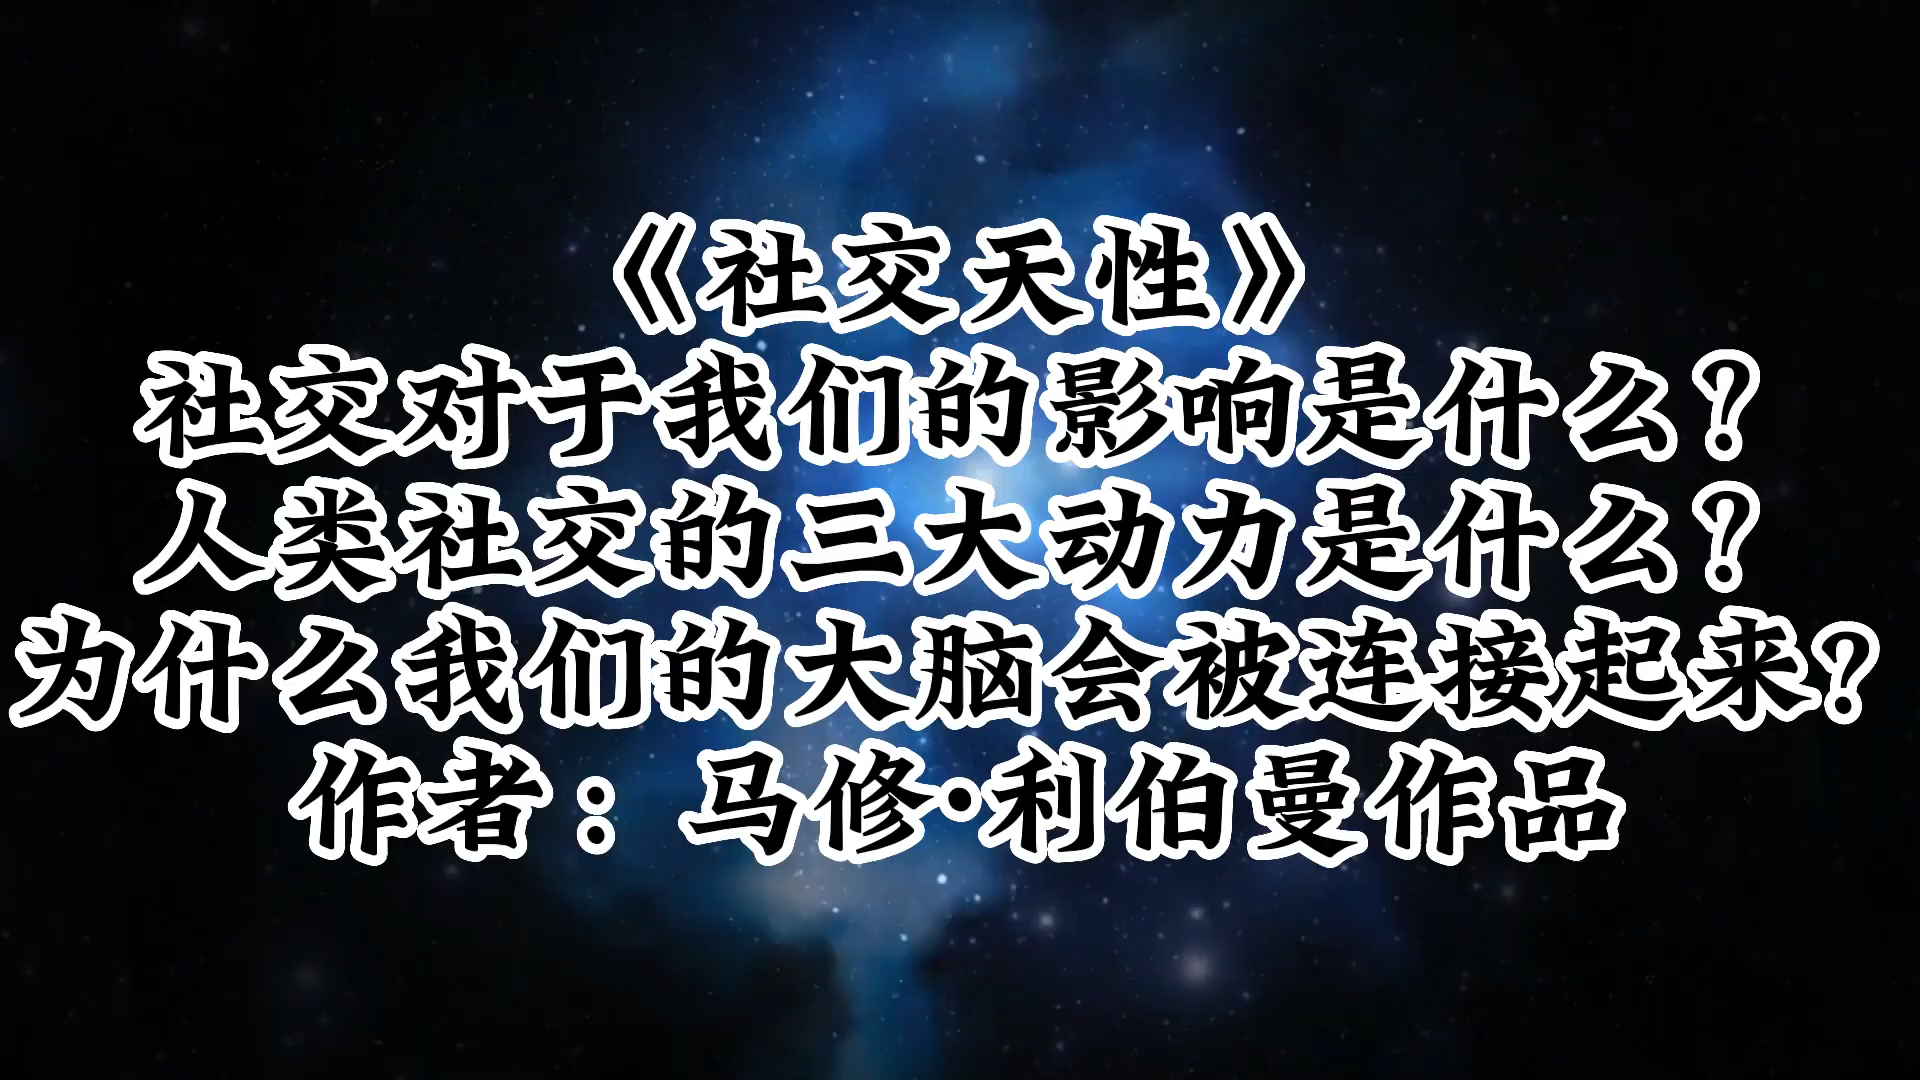 《社交天性》
社交对于我们的影响是什么？
人类社交的三大动力是什么？
为什么我们的大脑会被连接起来？
作者：马修·利伯曼作品